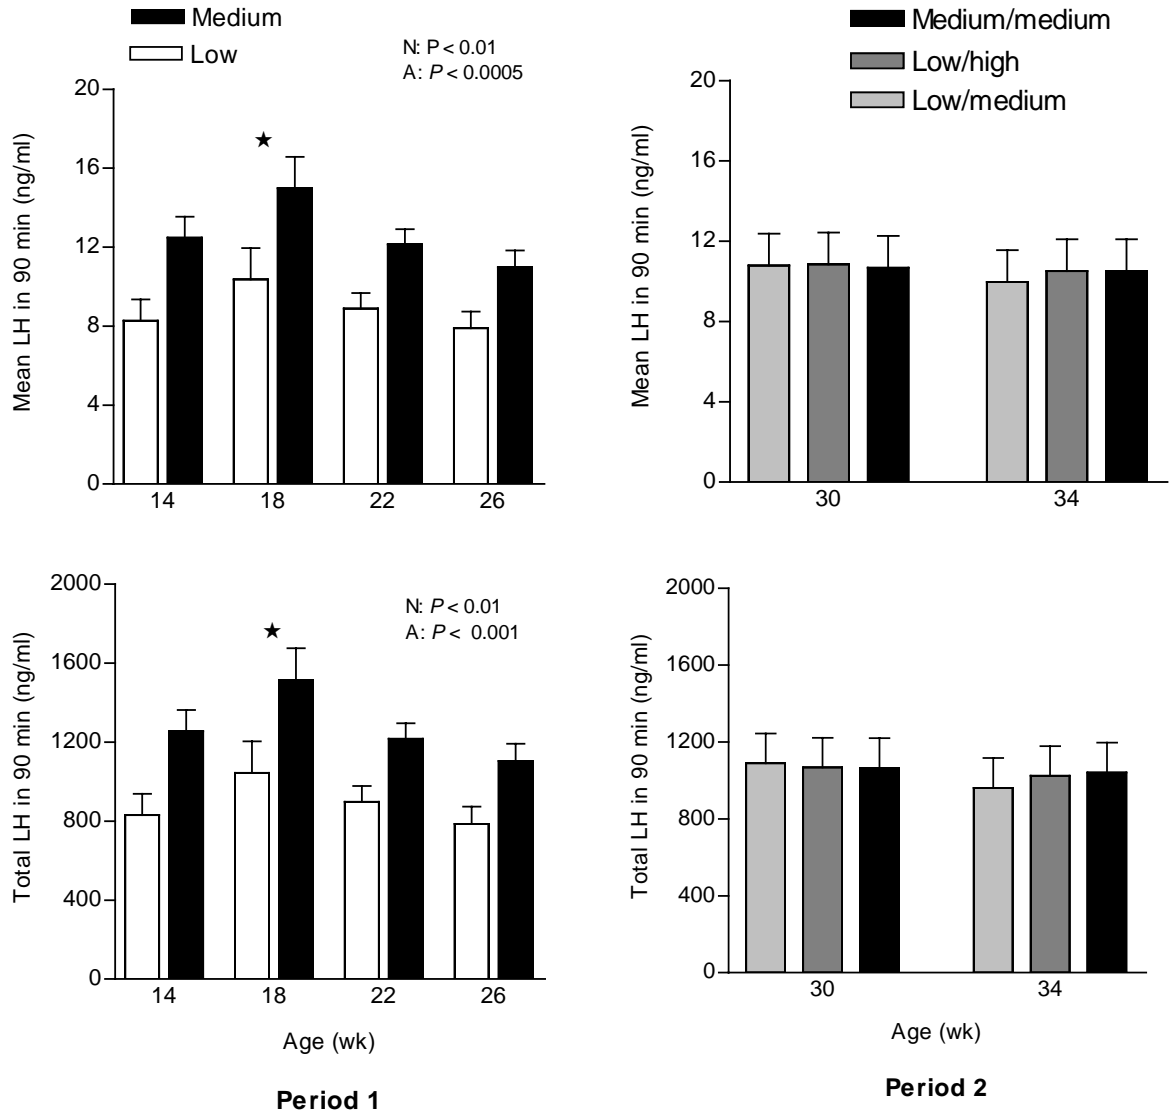 Medium
Low
N: P < 0.01
A: P < 0.0005
Mean LH in 90 min (ng/ml)
20
16
12
8
4
0
14 18 22 26
★
Medium/medium
Low/high
Low/medium
Mean LH in 90 min (ng/ml)
20
16
12
8
4
0
30 34
Total LH in 90 min (ng/ml)
2000
1600
1200
800
400
0
N: P < 0.01
A: P < 0.001
★
14 18 22 26
Age (wk)
Period 1
Total LH in 90 min (ng/ml)
2000
1600
1200
800
400
0
30 34
Age (wk)
Period 2